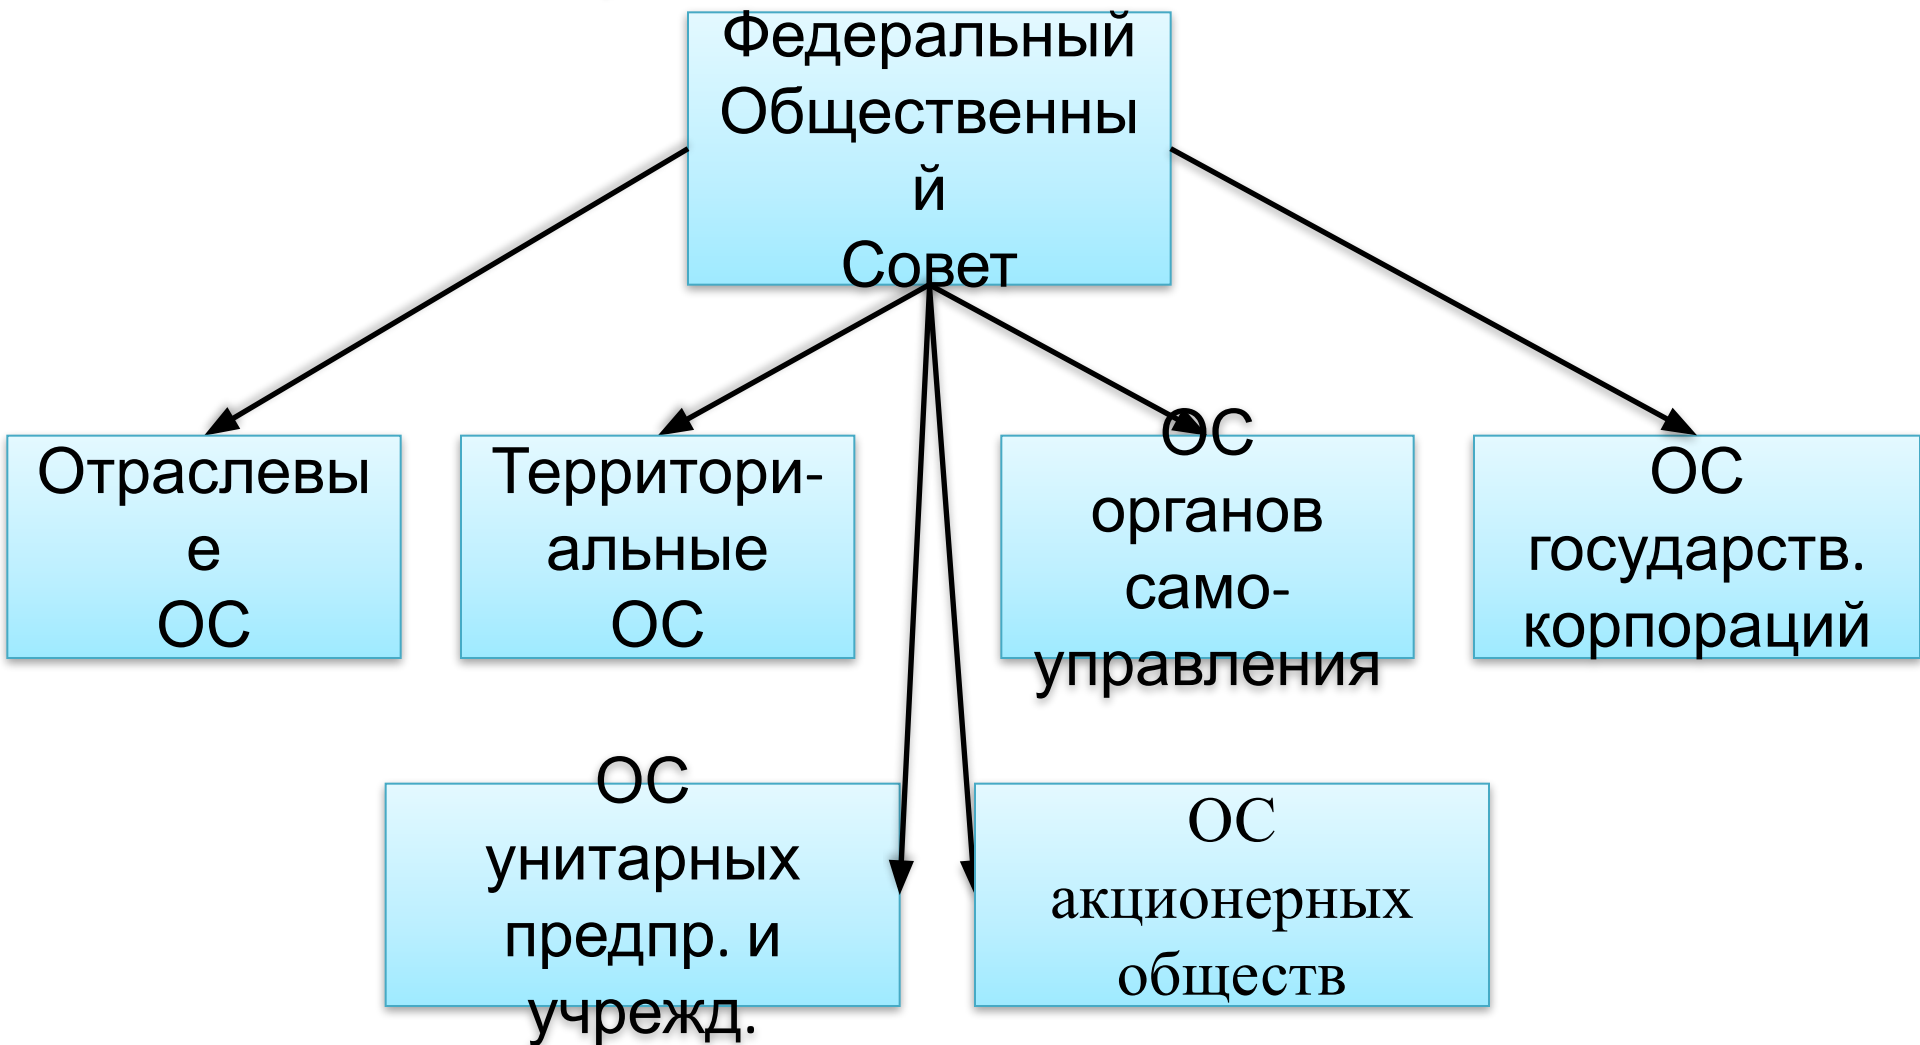 Федеральный
Общественны
й
Совет
Отраслевы
е
ОС
Территори-
альные
ОС
ОС
органов
само-
управления
ОС
государств.
корпораций
ОС
унитарных
предпр. и
учрежд.
ОС
акционерных
обществ